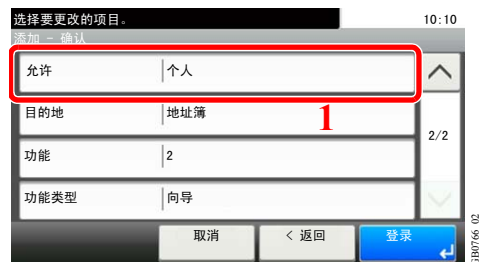 选择要更改的项目。 10:10
添加 - 确认
允许 个人
目的地 地址簿
1
2/2
功能 2
功能类型 向导
取消 < 返回 登录
GB0766_02